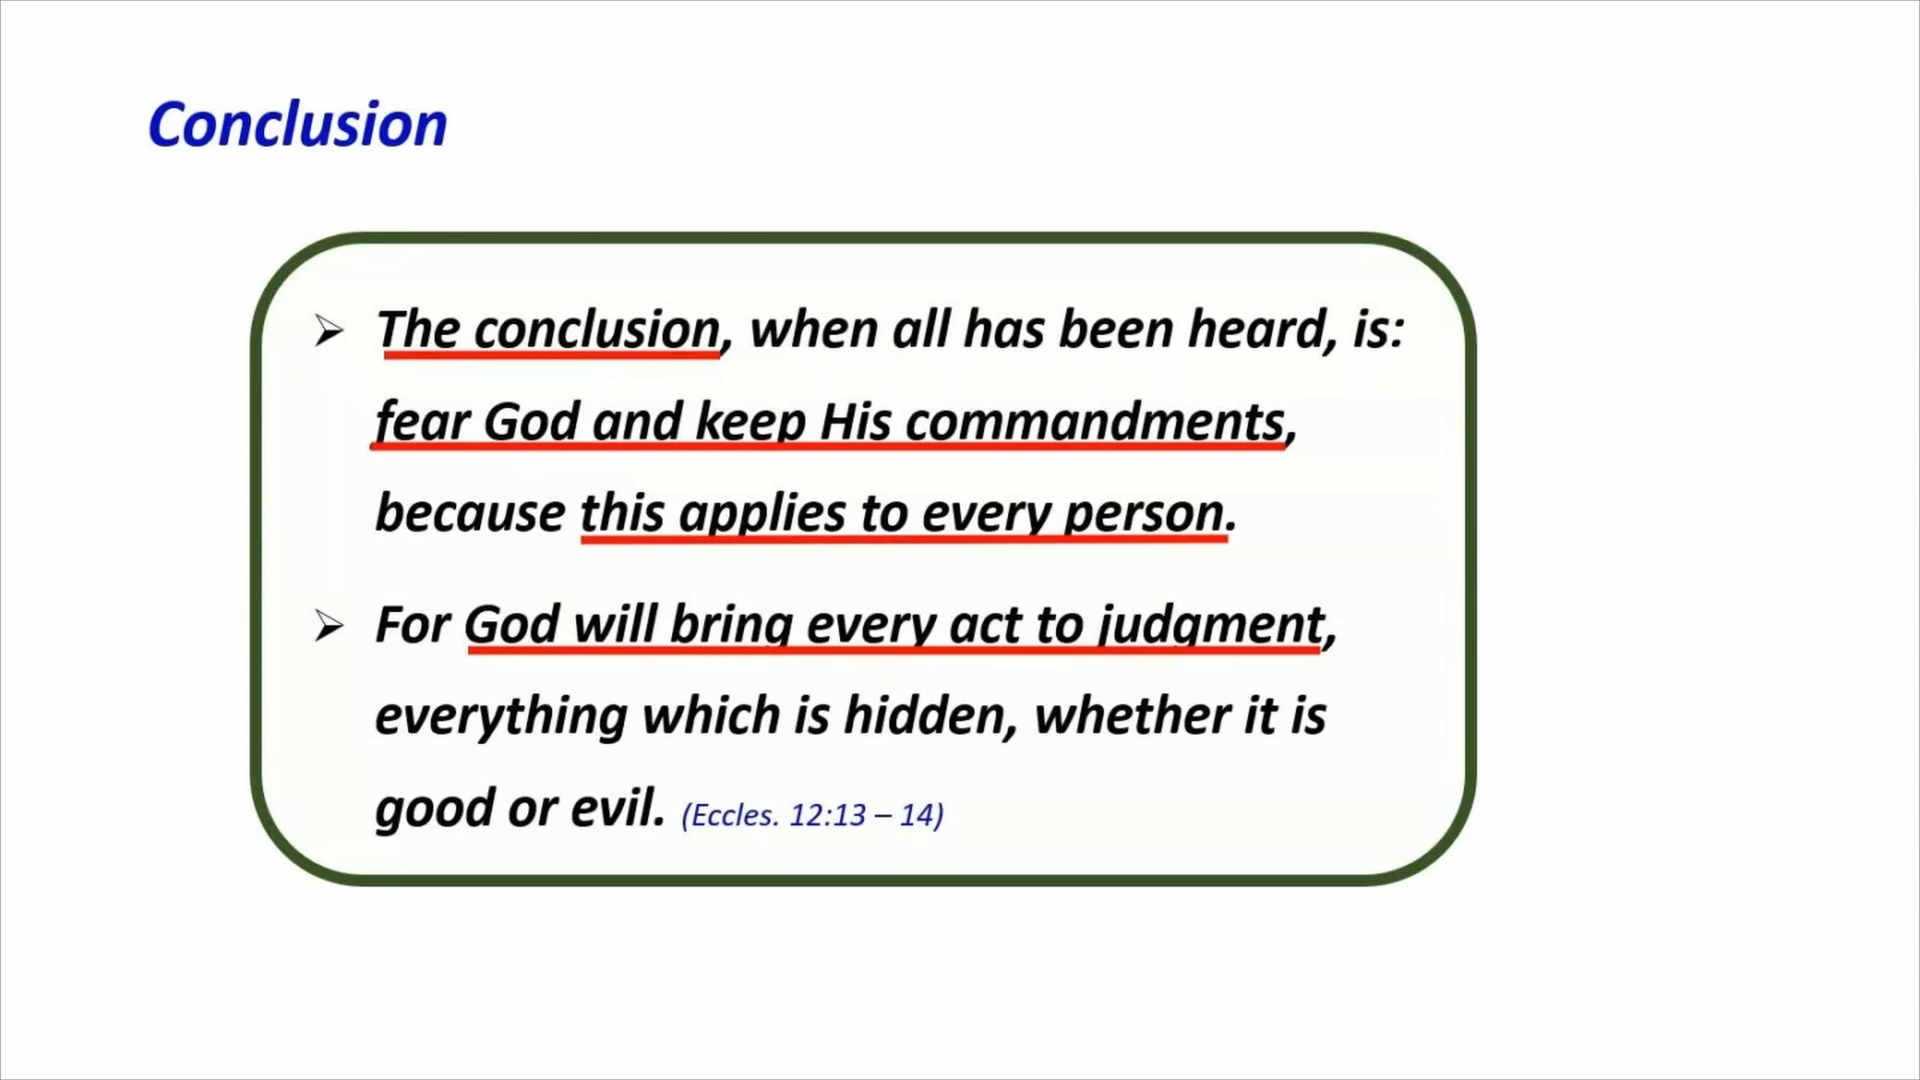 Conclusion
➢ The conclusion, when all has been heard, is:
fear God and keep His commandments,
because this applies to every person.
➢ For God will bring every act to judgment,
everything which is hidden, whether it is
good or evil. (Eccles. 12:13 – 14)